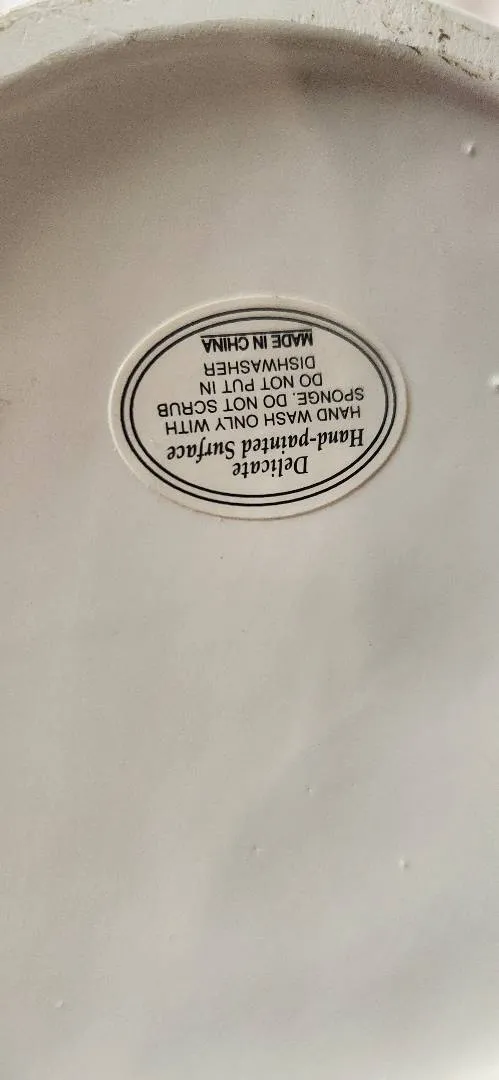 Delicate
Hand-painted Surface
HAND WASH ONLY WITH
SPONGE. DO NOT SCRUB
DO NOT PUT IN
DISHWASHER
MADE IN CHINA